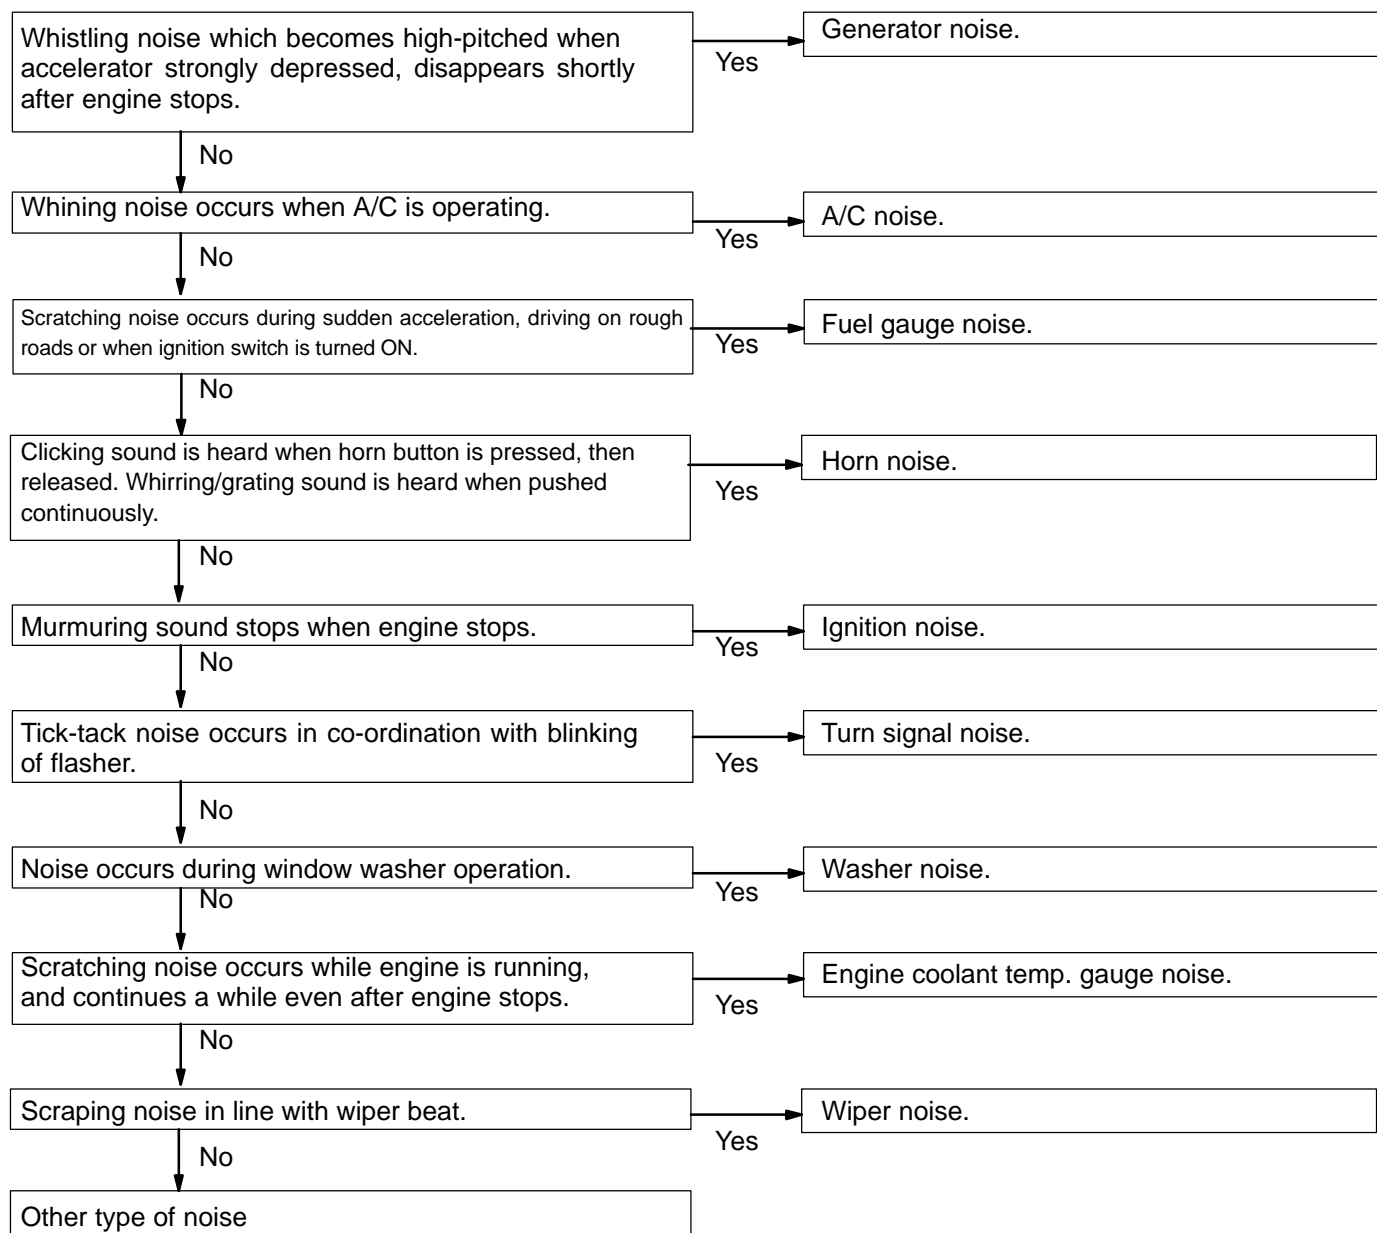 Whistling noise which becomes high-pitched when
accelerator strongly depressed, disappears shortly
after engine stops.
Yes
Generator noise.
No
Whining noise occurs when A/C is operating.
Yes
A/C noise.
No
Scratching noise occurs during sudden acceleration, driving on rough
roads or when ignition switch is turned ON.
Yes
Fuel gauge noise.
No
Clicking sound is heard when horn button is pressed, then
released. Whirring/grating sound is heard when pushed
continuously.
Yes
Horn noise.
No
Murmuring sound stops when engine stops.
Yes
Ignition noise.
No
Tick-tack noise occurs in co-ordination with blinking
of flasher.
Yes
Turn signal noise.
No
Noise occurs during window washer operation.
Yes
Washer noise.
No
Scratching noise occurs while engine is running,
and continues a while even after engine stops.
Yes
Engine coolant temp. gauge noise.
No
Scraping noise in line with wiper beat.
Yes
Wiper noise.
No
Other type of noise